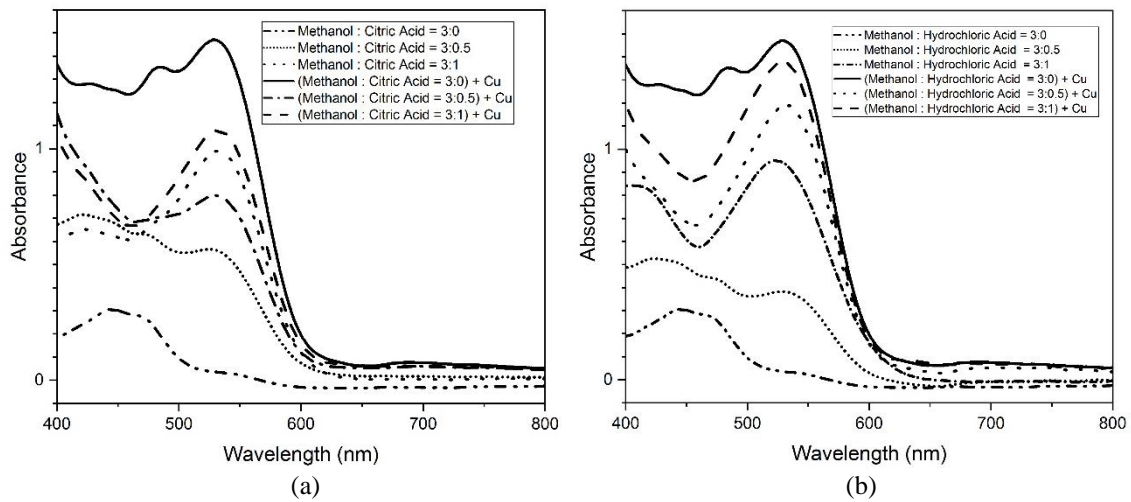 Methanol : Citric Acid = 3:0
Methanol : Citric Acid = 3:0.5
Methanol : Citric Acid = 3:1
(Methanol : Citric Acid = 3:0) + Cu
(Methanol : Citric Acid = 3:0.5) + Cu
(Methanol : Citric Acid = 3:1) + Cu
Absorbance
1
0
400
500
600
700
800
Wavelength (nm)
(a)
Methanol : Hydrochloric Acid = 3:0
Methanol : Hydrochloric Acid = 3:0.5
Methanol : Hydrochloric Acid = 3:1
(Methanol : Hydrochloric Acid = 3:0) + Cu
(Methanol : Hydrochloric Acid = 3:0.5) + Cu
(Methanol : Hydrochloric Acid = 3:1) + Cu
Absorbance
1
0
400
500
600
700
800
Wavelength (nm)
(b)